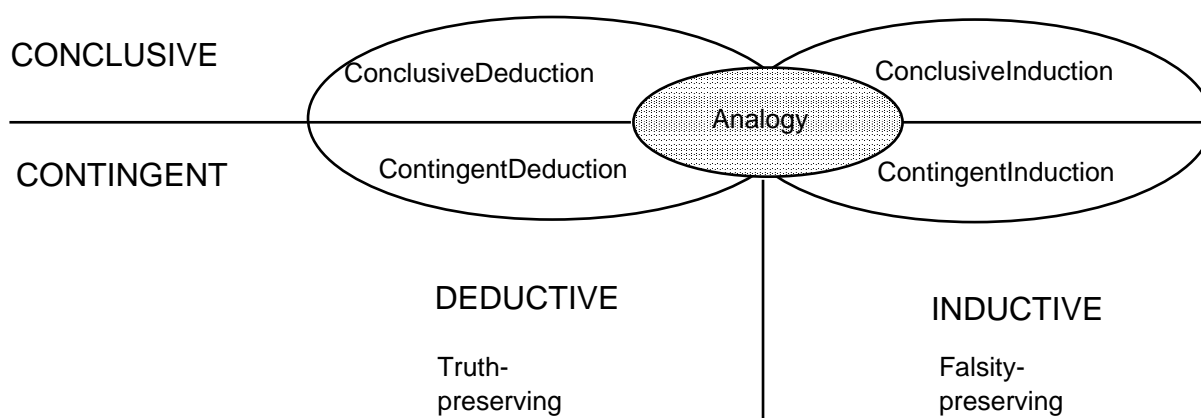 CONCLUSIVE
ConclusiveDeduction
ConclusiveInduction
Analogy
CONTINGENT
ContingentDeduction
ContingentInduction
DEDUCTIVE
INDUCTIVE
Truth-
preserving
Falsity-
preserving